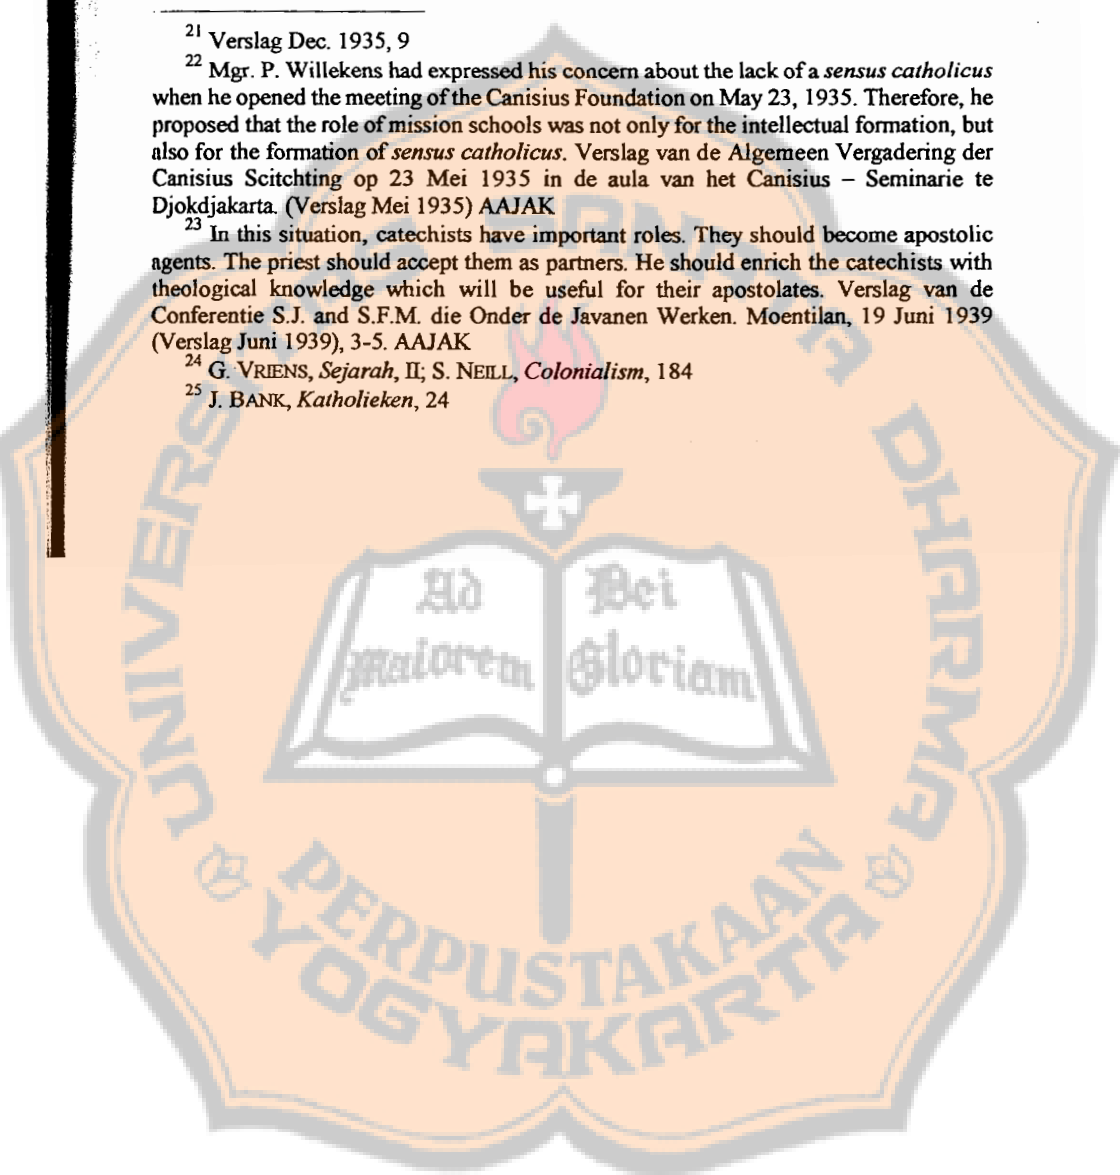 21 Verslag Dec. 1935, 9
22 Mgr. P. Willekens had expressed his concern about the lack of a sensus catholicus
when he opened the meeting of the Canisius Foundation on May 23, 1935. Therefore, he
proposed that the role of mission schools was not only for the intellectual formation, but
also for the formation of sensus catholicus. Verslag van de Algemeen Vergadering der
Canisius Scitchting op 23 Mei 1935 in de aula van het Canisius – Seminarie te
Djokdjakarta. (Verslag Mei 1935) AAJAK
23 In this situation, catechists have important roles. They should become apostolic
agents. The priest should accept them as partners. He should enrich the catechists with
theological knowledge which will be useful for their apostolates. Verslag van de
Conferentie S.J. and S.F.M. die Onder de Javanen Werken. Moentilan, 19 Juni 1939
(Verslag Juni 1939), 3-5. AAJAK
24 G. VRIENS, Sejarah, II; S. NEILL, Colonialism, 184
25 J. BANK, Katholieken, 24
UNIVERSITAS SANATA DHARMA
Ad Dei
maiorem Gloriam
PERPUSTAKAAN
YOGYAKARTA